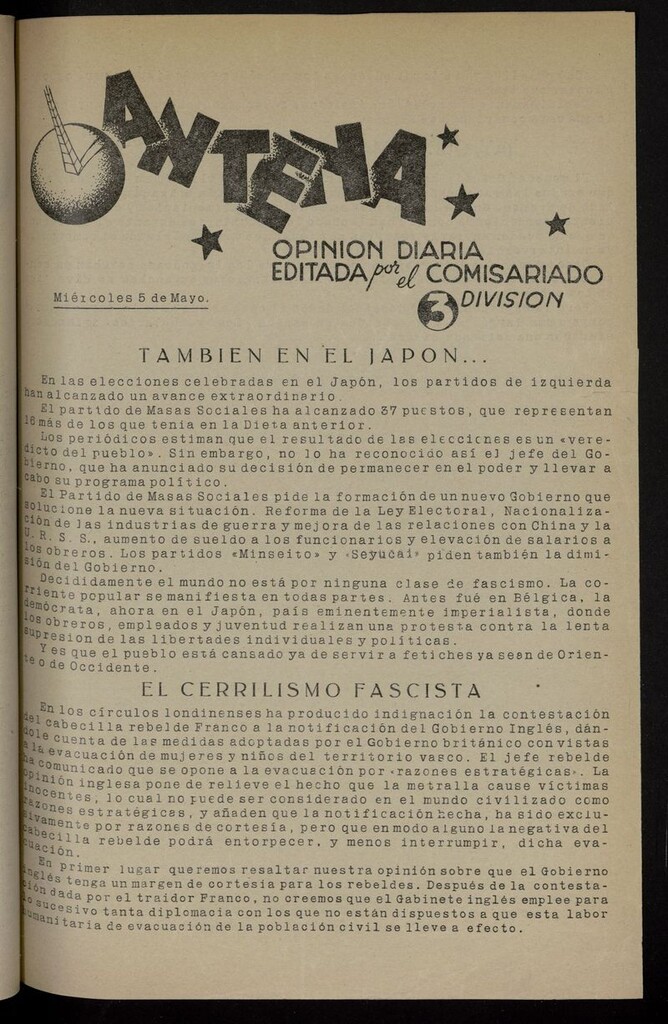 ANTENA
OPINION DIARIA
EDITADA por el COMISARIADO
3 DIVISION
Miércoles 5 de Mayo.
TAMBIEN EN EL JAPON...
En las elecciones celebradas en el Japón, los partidos de izquierda
han alcanzado un avance extraordinario
El partido de Masas Sociales ha alcanzado 37 puestos, que representan
16 más de los que tenía en la Dieta anterior.
Los periódicos estiman que el resultado de las elecciones es un «vere-
dicto del pueblo». Sin embargo, no lo ha reconocido así el jefe del Go-
bierno, que ha anunciado su decisión de permanecer en el poder y llevar a
cabo su programa político.
El Partido de Masas Sociales pide la formación de un nuevo Gobierno que
solucione la nueva situación. Reforma de la Ley Electoral, Nacionaliza-
ción de las industrias de guerra y mejora de las relaciones con China y la
U. R. S. S., aumento de sueldo a los funcionarios y elevación de salarios a
los obreros. Los partidos «Minseito» y «Seyucai» piden también la dimi-
sión del Gobierno.
Decididamente el mundo no está por ninguna clase de fascismo. La co-
rriente popular se manifiesta en todas partes. Antes fué en Bélgica, la
demócrata, ahora en el Japón, país eminentemente imperialista, donde
los obreros, empleados y juventud realizan una protesta contra la lenta
supresion de las libertades individuales y políticas.
Y es que el pueblo está cansado ya de servir a fetiches ya sean de Orien-
te o de Occidente.
EL CERRILISMO FASCISTA
En los círculos londinenses ha producido indignación la contestación
del cabecilla rebelde Franco a la notificación del Gobierno Inglés, dán-
dole cuenta de las medidas adoptadas por el Gobierno británico con vistas
a la evacuación de mujeres y niños del territorio vasco. El jefe rebelde
ha comunicado que se opone a la evacuación por «razones estratégicas». La
opinión inglesa pone de relieve el hecho que la metralla cause víctimas
inocentes, lo cual no puede ser considerado en el mundo civilizado como
razones estratégicas, y añaden que la notificación hecha, ha sido exclu-
sivamente por razones de cortesía, pero que en modo alguno la negativa del
cabecilla rebelde podrá entorpecer, y menos interrumpir, dicha eva-
cuación.
En primer lugar queremos resaltar nuestra opinión sobre que el Gobierno
inglés tenga un margen de cortesía para los rebeldes. Después de la contesta-
ción dada por el traidor Franco, no creemos que el Gabinete inglés emplee para
lo sucesivo tanta diplomacia con los que no están dispuestos a que esta labor
humanitaria de evacuación de la población civil se lleve a efecto.